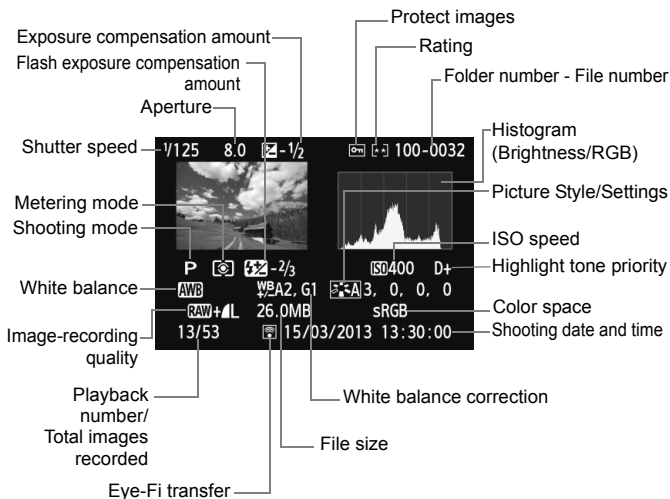 Protect images
Exposure compensation amount
Rating
Flash exposure compensation
amount
Folder number - File number
Aperture
Histogram
(Brightness/RGB)
Shutter speed
1/125 8.0 -1/2 100-0032
Picture Style/Settings
Metering mode
Shooting mode
ISO speed
P -2/3 ISO 400 D+
Highlight tone priority
White balance
AWB WB+/-A2, G1 A 3, 0, 0, 0
Color space
RAW+L 26.0MB sRGB
Image-recording
quality
13/53 15/03/2013 13:30:00
Shooting date and time
Playback
number/
Total images
recorded
White balance correction
File size
Eye-Fi transfer